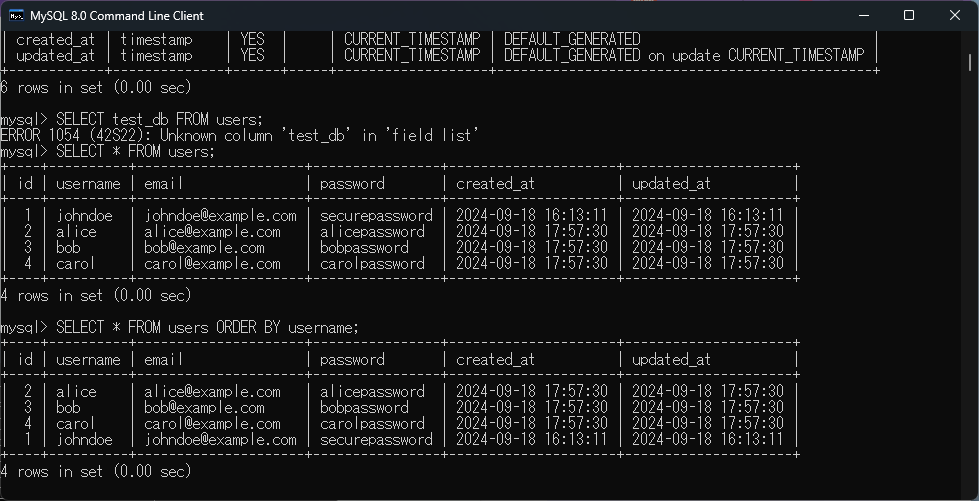 MySQL 8.0 Command Line Client
| created_at | timestamp    | YES  |     | CURRENT_TIMESTAMP | DEFAULT_GENERATED                             |
| updated_at | timestamp    | YES  |     | CURRENT_TIMESTAMP | DEFAULT_GENERATED on update CURRENT_TIMESTAMP |
+------------+--------------+------+-----+-------------------+-----------------------------------------------+
6 rows in set (0.00 sec)
mysql> SELECT test_db FROM users;
ERROR 1054 (42S22): Unknown column 'test_db' in 'field list'
mysql> SELECT * FROM users;
+----+----------+---------------------+----------------+---------------------+---------------------+
| id | username | email               | password       | created_at          | updated_at          |
+----+----------+---------------------+----------------+---------------------+---------------------+
|  1 | johndoe  | johndoe@example.com | securepassword | 2024-09-18 16:13:11 | 2024-09-18 16:13:11 |
|  2 | alice    | alice@example.com   | alicepassword  | 2024-09-18 17:57:30 | 2024-09-18 17:57:30 |
|  3 | bob      | bob@example.com     | bobpassword    | 2024-09-18 17:57:30 | 2024-09-18 17:57:30 |
|  4 | carol    | carol@example.com   | carolpassword  | 2024-09-18 17:57:30 | 2024-09-18 17:57:30 |
+----+----------+---------------------+----------------+---------------------+---------------------+
4 rows in set (0.00 sec)
mysql> SELECT * FROM users ORDER BY username;
+----+----------+---------------------+----------------+---------------------+---------------------+
| id | username | email               | password       | created_at          | updated_at          |
+----+----------+---------------------+----------------+---------------------+---------------------+
|  2 | alice    | alice@example.com   | alicepassword  | 2024-09-18 17:57:30 | 2024-09-18 17:57:30 |
|  3 | bob      | bob@example.com     | bobpassword    | 2024-09-18 17:57:30 | 2024-09-18 17:57:30 |
|  4 | carol    | carol@example.com   | carolpassword  | 2024-09-18 17:57:30 | 2024-09-18 17:57:30 |
|  1 | johndoe  | johndoe@example.com | securepassword | 2024-09-18 16:13:11 | 2024-09-18 16:13:11 |
+----+----------+---------------------+----------------+---------------------+---------------------+
4 rows in set (0.00 sec)